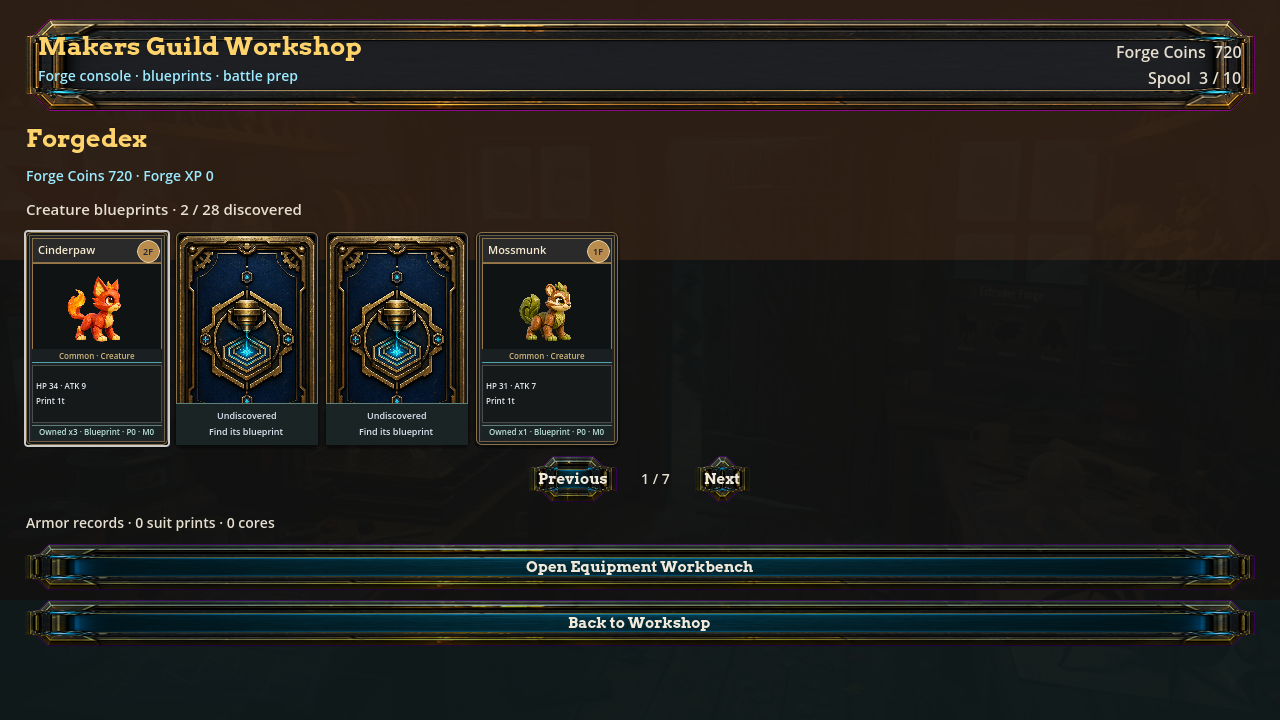 Makers Guild Workshop
Forge console · blueprints · battle prep
Forge Coins 720
Spool 3 / 10
Forgedex
Forge Coins 720 · Forge XP 0
Creature blueprints · 2 / 28 discovered
Cinderpaw 2F
Common · Creature
HP 34 · ATK 9
Print 1t
Owned x3 · Blueprint · P0 · M0
Undiscovered
Find its blueprint
Undiscovered
Find its blueprint
Mossmunk 1F
Common · Creature
HP 31 · ATK 7
Print 1t
Owned x1 · Blueprint · P0 · M0
Previous 1 / 7 Next
Armor records · 0 suit prints · 0 cores
Open Equipment Workbench
Back to Workshop